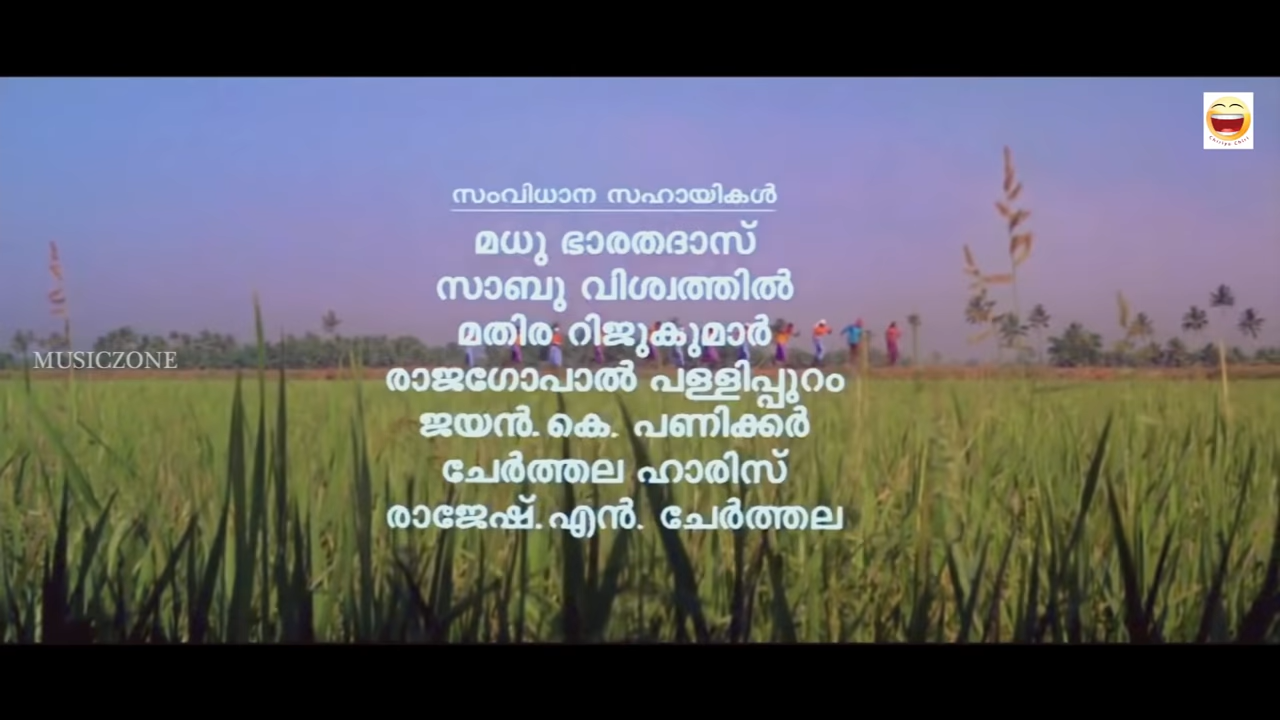 സംവിധാന സഹായികൾ
മധു ഭാരതദാസ്
സാബു വിശ്വത്തിൽ
മതിര റിജുകുമാർ
രാജഗോപാൽ പള്ളിപ്പുറം
ജയൻ. കെ. പണിക്കർ
ചേർത്തല ഹാരിസ്
രാജേഷ്. എൻ. ചേർത്തല
MUSICZONE